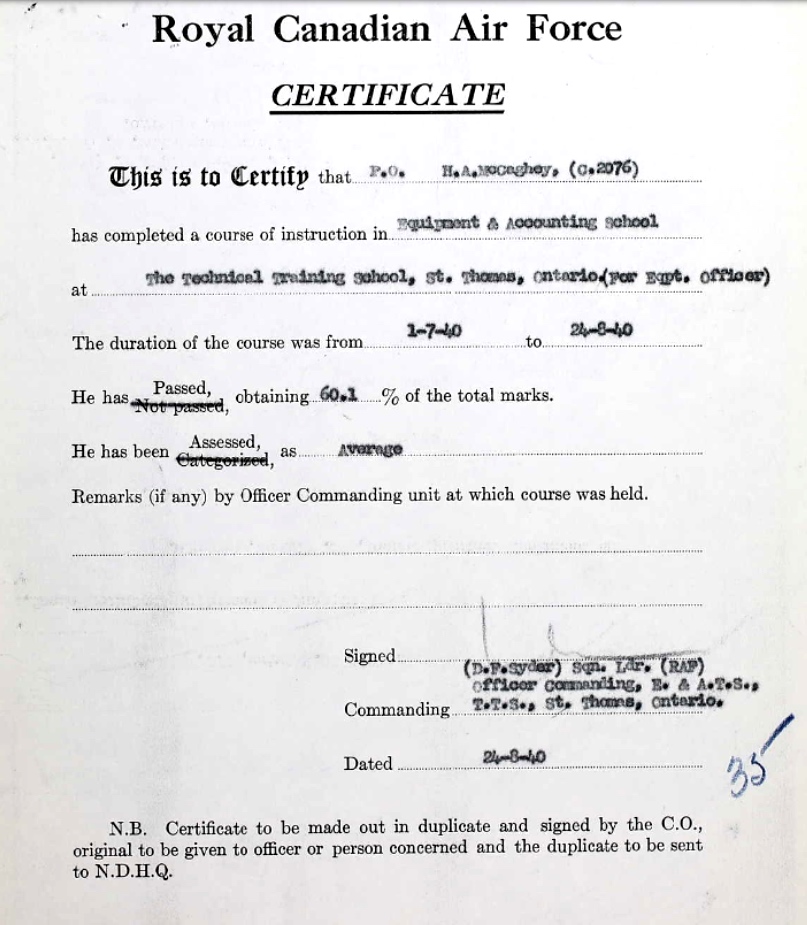 Royal Canadian Air Force
CERTIFICATE
This is to Certify that P.O. H.A.McCaghey, (C.2076)
has completed a course of instruction in Equipment & Accounting School
at The Technical Training School, St. Thomas, Ontario.(For Eqpt. Officer)
The duration of the course was from 1-7-40 to 24-8-40
He has Passed, Not passed, obtaining 60.1 % of the total marks.
He has been Assessed, Categorized, as Average
Remarks (if any) by Officer Commanding unit at which course was held.
Signed
(D.F.Syder) Sqn. Ldr. (RAF)
Officer Commanding, E. & A.T.S.,
Commanding T.T.S., St. Thomas, Ontario.
Dated 24-8-40
35
N.B. Certificate to be made out in duplicate and signed by the C.O.,
original to be given to officer or person concerned and the duplicate to be sent
to N.D.H.Q.